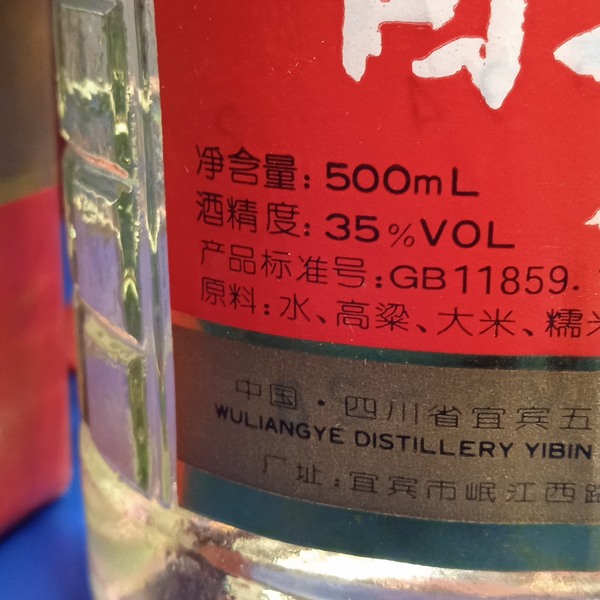 净含量: 500mL
酒精度: 35%VOL
产品标准号:GB11859.
原料:水、高粱、大米、糯米
中国·四川省宜宾五
WULIANGYE DISTILLERY YIBIN
厂址:宜宾市岷江西路